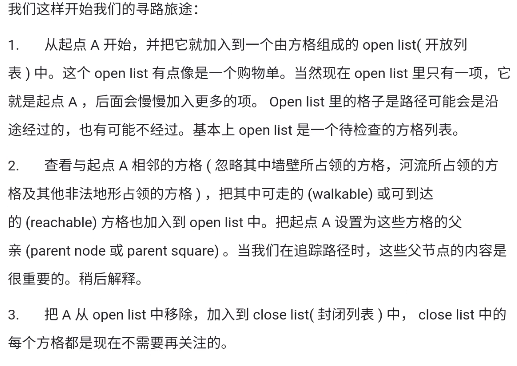 我们这样开始我们的寻路旅途：
1. 从起点 A 开始，并把它就加入到一个由方格组成的 open list( 开放列
表 ) 中。这个 open list 有点像是一个购物单。当然现在 open list 里只有一项，它
就是起点 A ，后面会慢慢加入更多的项。 Open list 里的格子是路径可能会是沿
途经过的，也有可能不经过。基本上 open list 是一个待检查的方格列表。
2. 查看与起点 A 相邻的方格 ( 忽略其中墙壁所占领的方格，河流所占领的方
格及其他非法地形占领的方格 ) ，把其中可走的 (walkable) 或可到达
的 (reachable) 方格也加入到 open list 中。把起点 A 设置为这些方格的父
亲 (parent node 或 parent square) 。当我们在追踪路径时，这些父节点的内容是
很重要的。稍后解释。
3. 把 A 从 open list 中移除，加入到 close list( 封闭列表 ) 中， close list 中的
每个方格都是现在不需要再关注的。